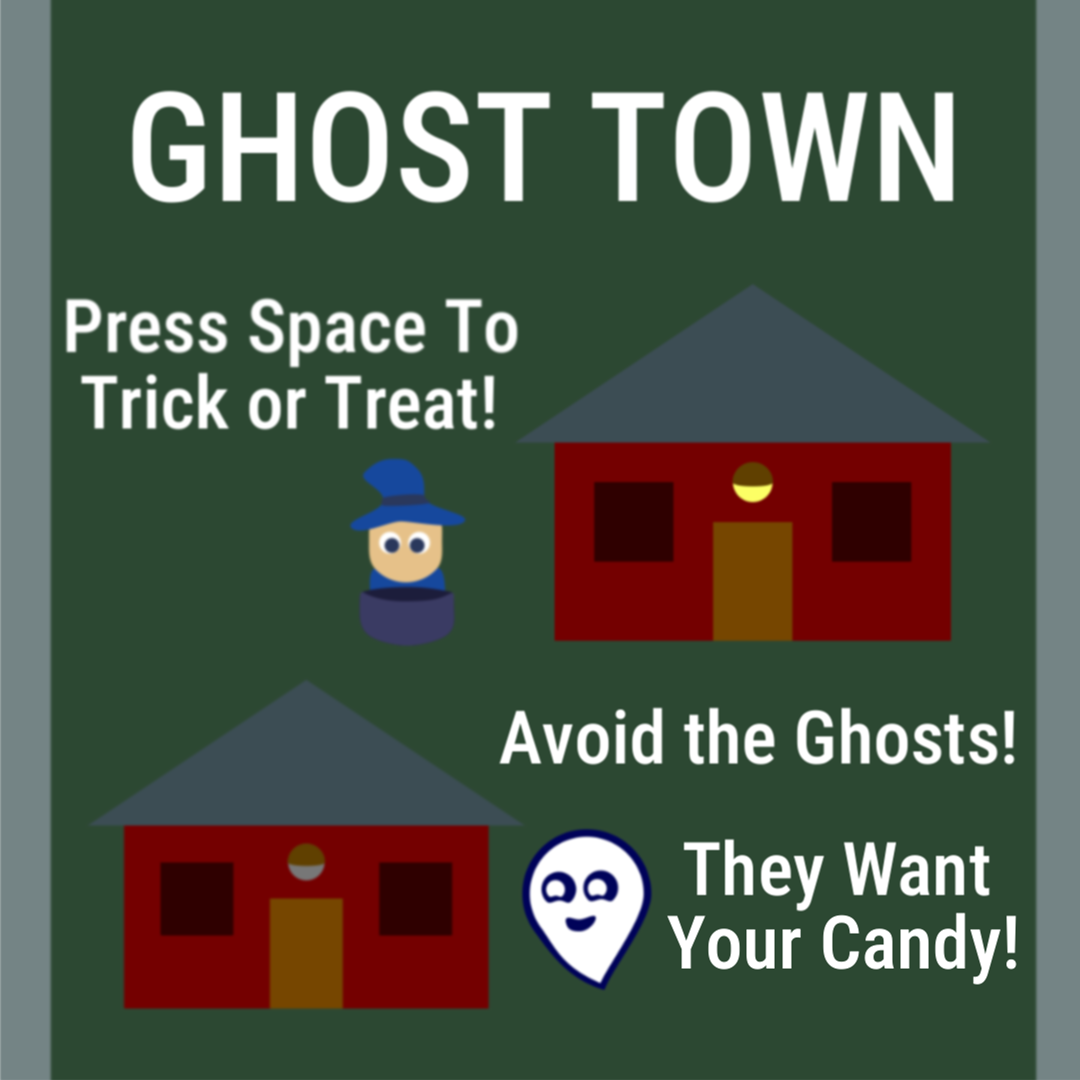 GHOST TOWN
Press Space To
Trick or Treat!
Avoid the Ghosts!
They Want
Your Candy!